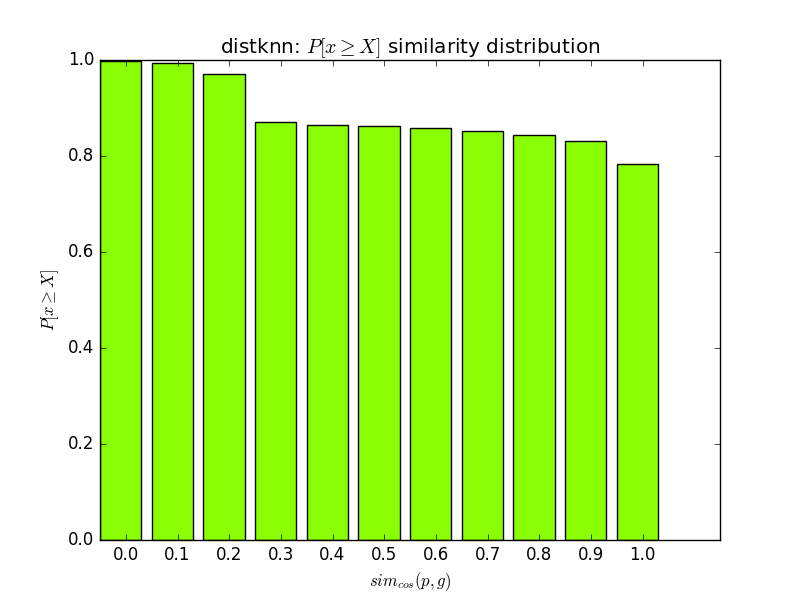 distknn: P[x ≥ X] similarity distribution
1.0
0.8
0.6
0.4
0.2
0.0
P[x ≥ X]
0.0 0.1 0.2 0.3 0.4 0.5 0.6 0.7 0.8 0.9 1.0
sim_cos(p, g)